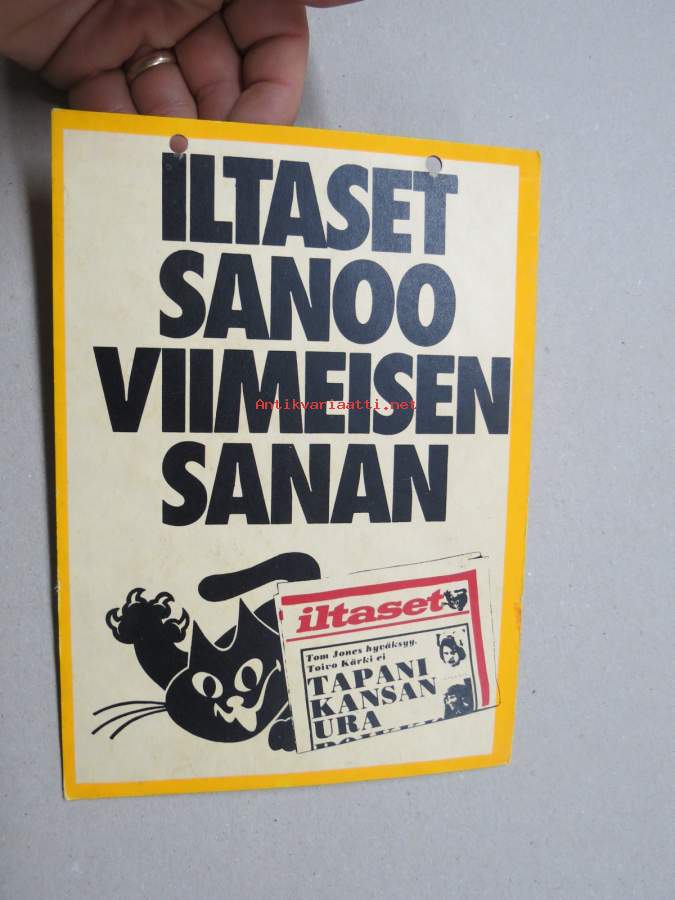 ILTASET
SANOO
VIIMEISEN
Antikvariaatti.net
SANAN
iltaset
Tom Jones hyväksyy,
Toivo Kärki ei
TAPANI
KANSAN
URA